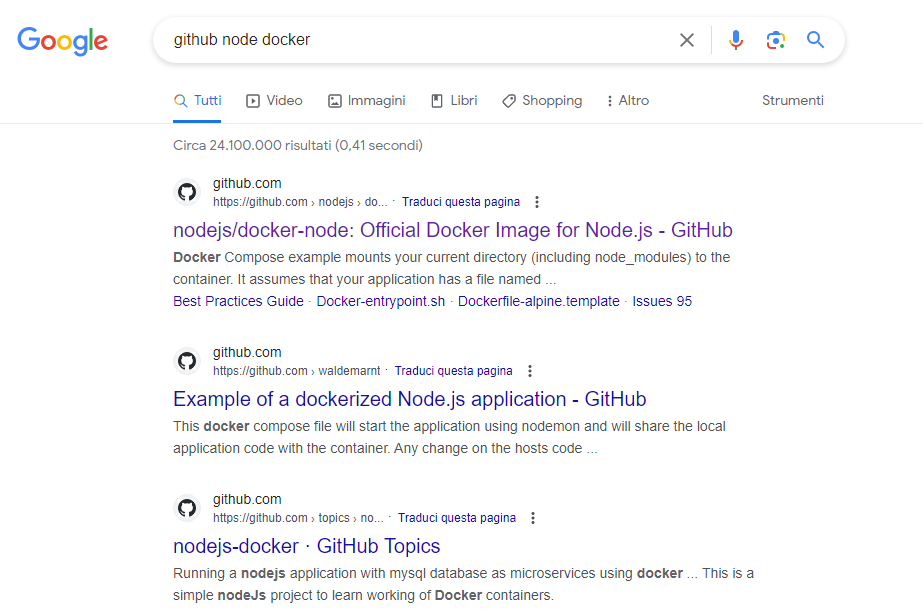 Google
github node docker
Tutti Video Immagini Libri Shopping Altro Strumenti
Circa 24.100.000 risultati (0,41 secondi)
github.com
https://github.com › nodejs › do... · Traduci questa pagina
nodejs/docker-node: Official Docker Image for Node.js - GitHub
Docker Compose example mounts your current directory (including node_modules) to the
container. It assumes that your application has a file named ...
Best Practices Guide · Docker-entrypoint.sh · Dockerfile-alpine.template · Issues 95
github.com
https://github.com › waldemarnt · Traduci questa pagina
Example of a dockerized Node.js application - GitHub
This docker compose file will start the application using nodemon and will share the local
application code with the container. Any change on the hosts code ...
github.com
https://github.com › topics › no... · Traduci questa pagina
nodejs-docker · GitHub Topics
Running a nodejs application with mysql database as microservices using docker ... This is a
simple nodeJs project to learn working of Docker containers.